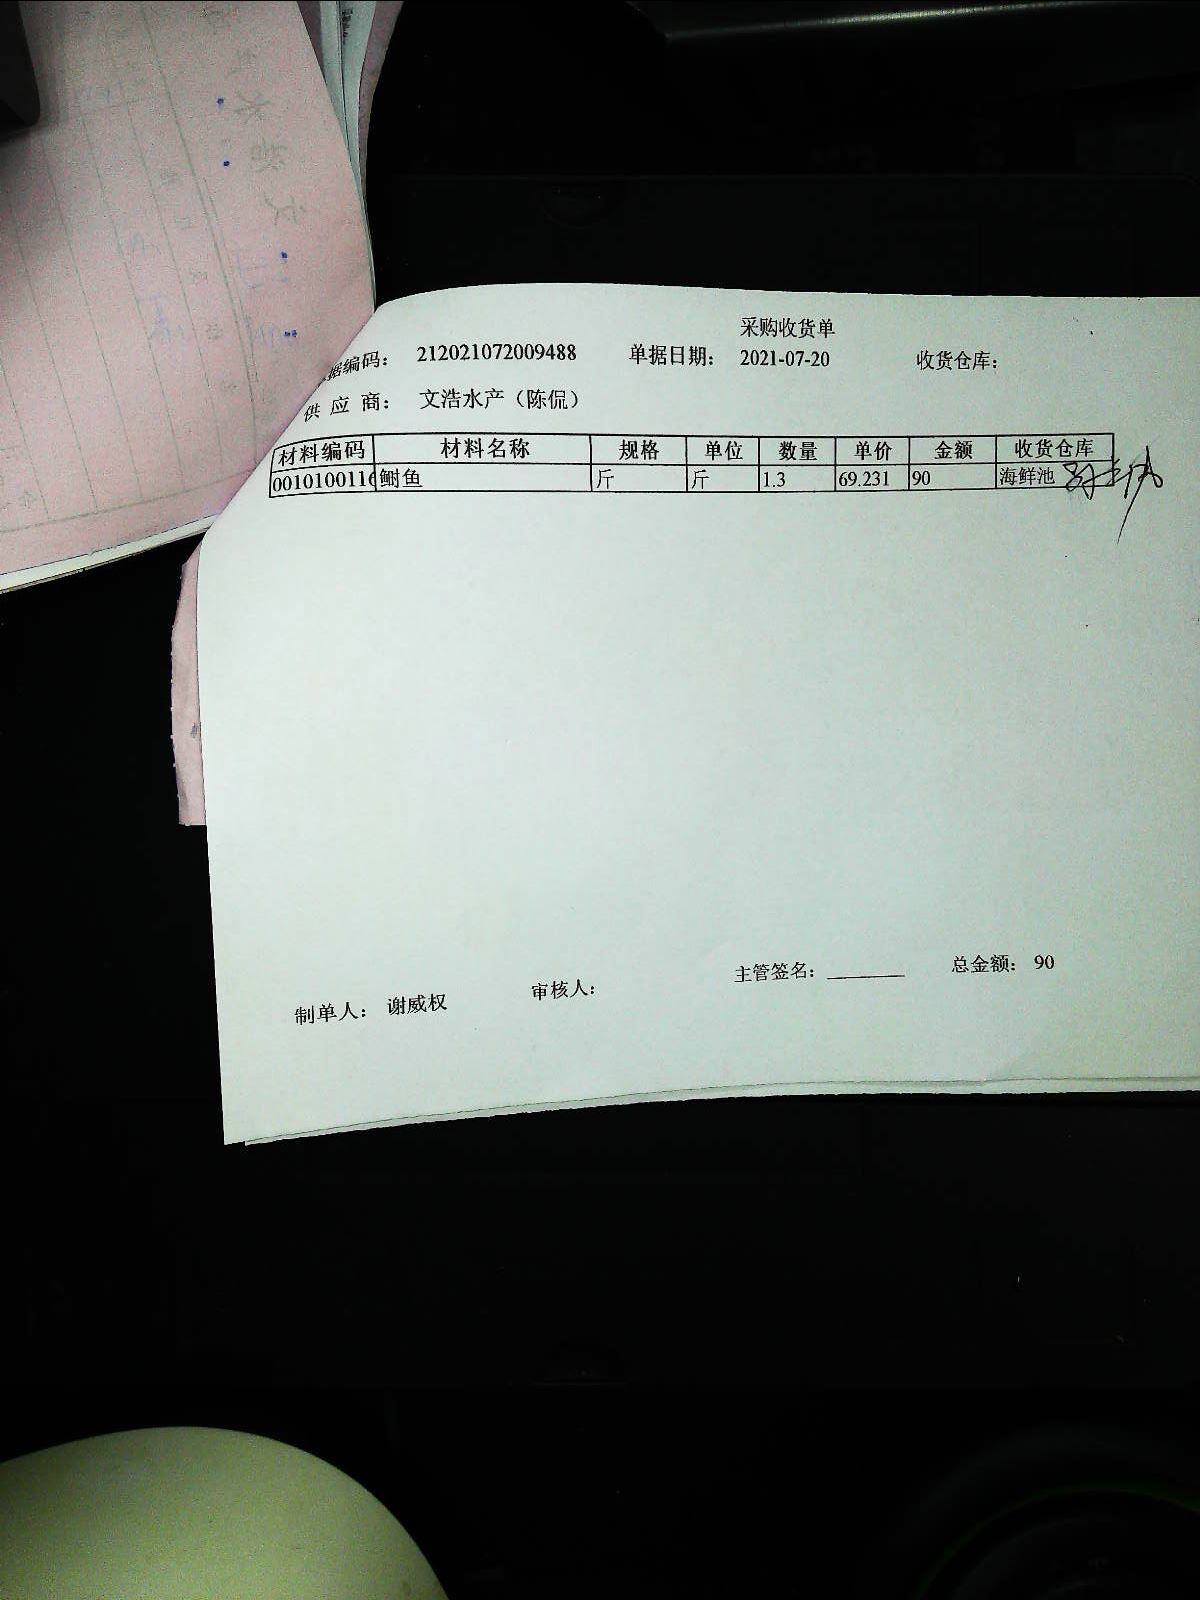 采购收货单
据编码： 212021072009488 单据日期： 2021-07-20 收货仓库：
供应商： 文浩水产（陈侃）
材料编码 材料名称 规格 单位 数量 单价 金额 收货仓库
0010100116 鲥鱼 斤 斤 1.3 69.231 90 海鲜池
制单人： 谢威权 审核人： 主管签名： ________ 总金额： 90